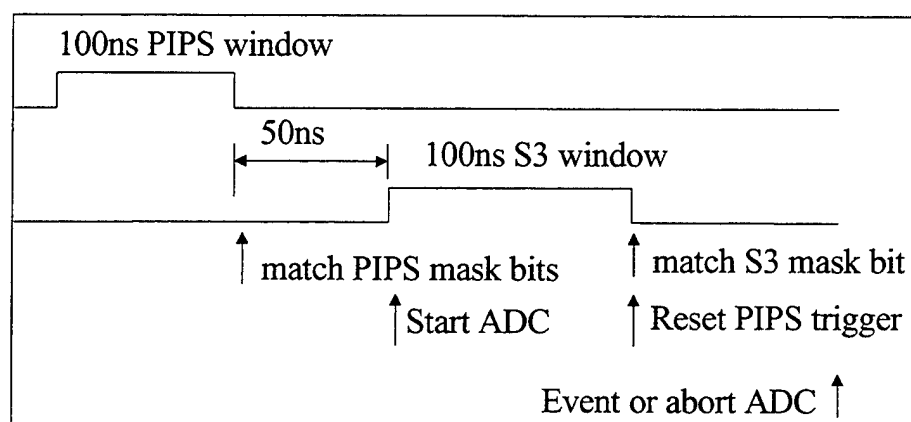 100ns PIPS window
50ns
100ns S3 window
match PIPS mask bits
match S3 mask bit
Start ADC
Reset PIPS trigger
Event or abort ADC